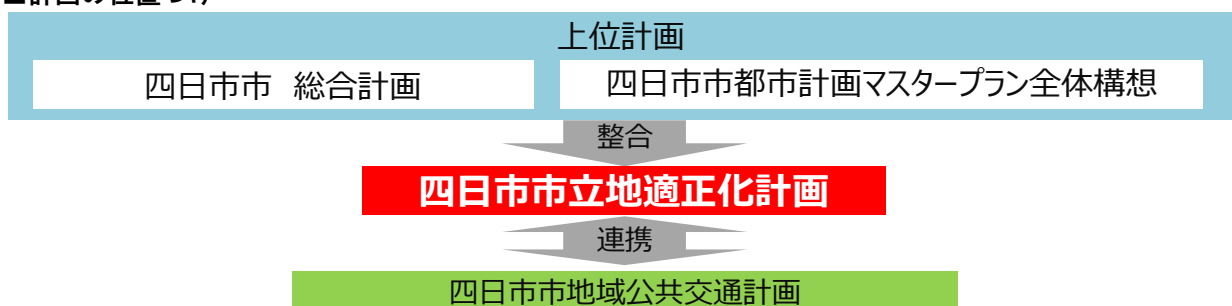 上位計画
四日市市 総合計画
四日市市都市計画マスタープラン全体構想
整合
四日市市立地適正化計画
連携
四日市市地域公共交通計画